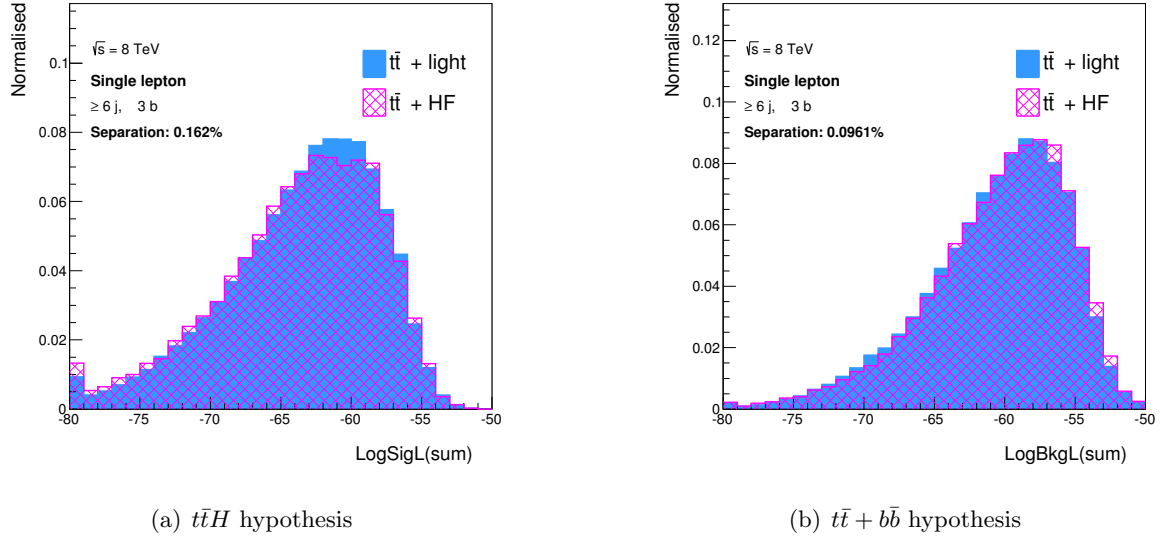 Normalised
√s = 8 TeV
Single lepton
≥ 6 j, 3 b
Separation: 0.162%
tt̄ + light
tt̄ + HF
0.1
0.08
0.06
0.04
0.02
0
-80 -75 -70 -65 -60 -55 -50
LogSigL(sum)
(a) tt̄H hypothesis
Normalised
√s = 8 TeV
Single lepton
≥ 6 j, 3 b
Separation: 0.0961%
tt̄ + light
tt̄ + HF
0.12
0.1
0.08
0.06
0.04
0.02
0
-80 -75 -70 -65 -60 -55 -50
LogBkgL(sum)
(b) tt̄ + bb̄ hypothesis